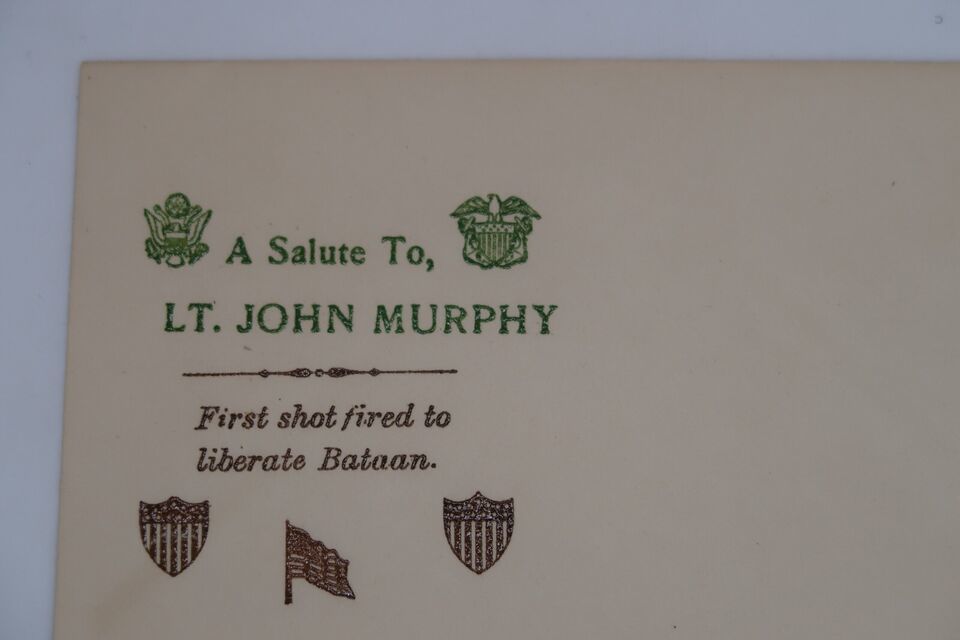 A Salute To,
LT. JOHN MURPHY
First shot fired to
liberate Bataan.